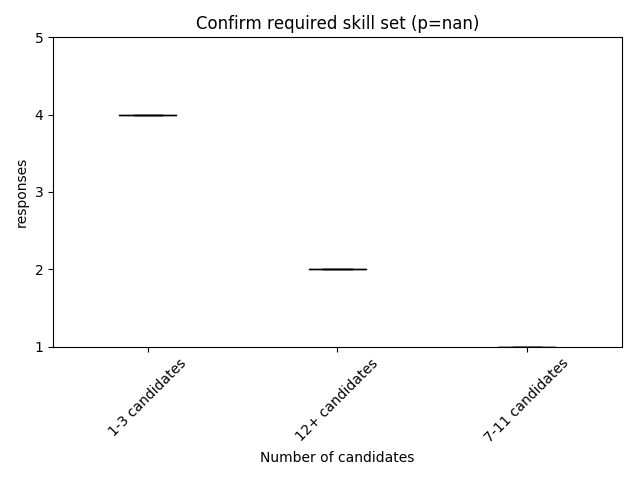 Confirm required skill set (p=nan)
5
4
3
2
1
responses
1-3 candidates
12+ candidates
7-11 candidates
Number of candidates